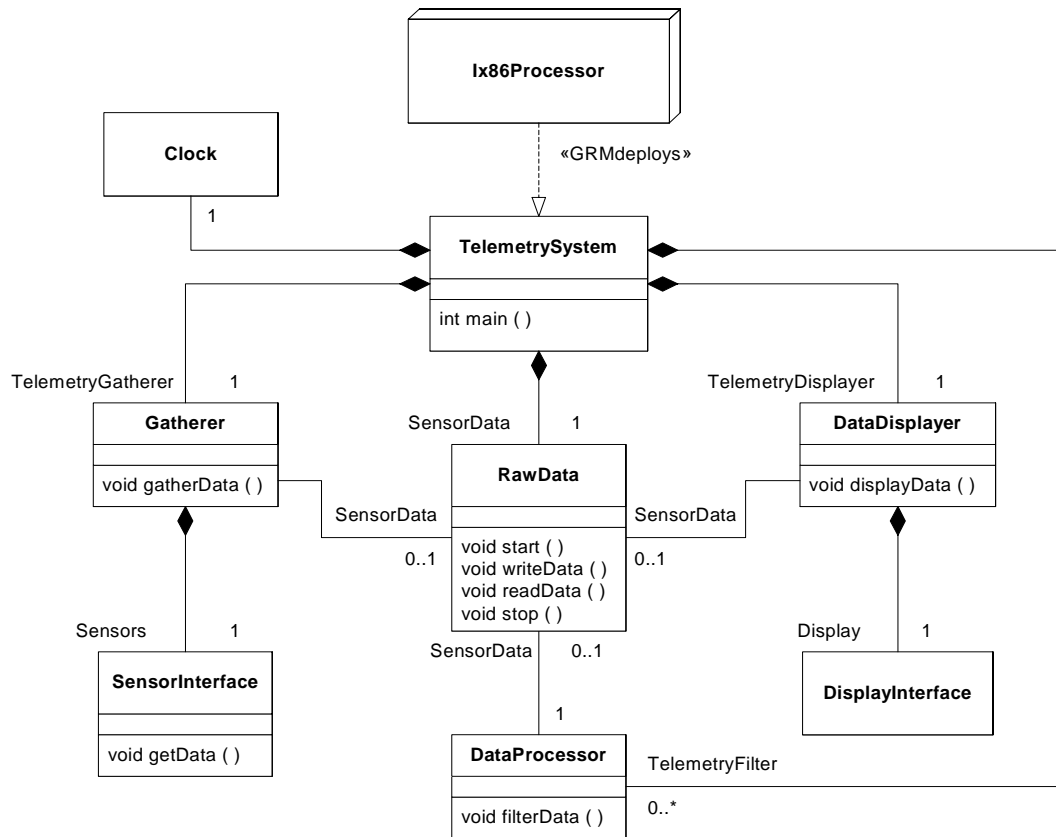 Ix86Processor
Clock
«GRMdeploys»
1
TelemetrySystem
int main ( )
TelemetryGatherer
1
TelemetryDisplayer
1
Gatherer
void gatherData ( )
SensorData
1
DataDisplayer
void displayData ( )
RawData
void start ( )
void writeData ( )
void readData ( )
void stop ( )
SensorData
0..1
SensorData
0..1
Sensors
1
SensorInterface
void getData ( )
SensorData
0..1
Display
1
DisplayInterface
1
DataProcessor
void filterData ( )
TelemetryFilter
0..*